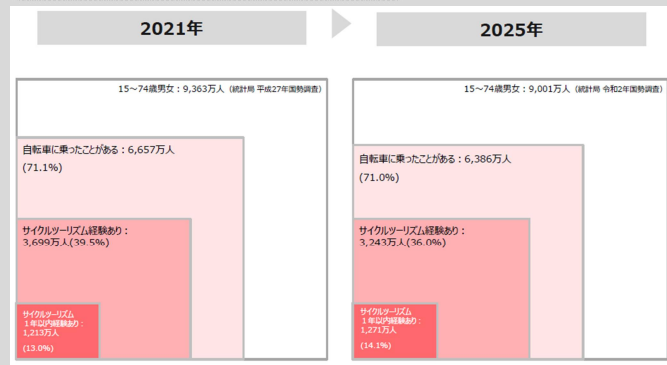 2021年
2025年
15～74歳男女：9,363万人（統計局 平成27年国勢調査）
自転車に乗ったことがある：6,657万人
(71.1%)
サイクルツーリズム経験あり：
3,699万人(39.5%)
サイクルツーリズム
１年以内経験あり：
1,213万人
(13.0%)
15～74歳男女：9,001万人（統計局 令和2年国勢調査）
自転車に乗ったことがある：6,386万人
(71.0%)
サイクルツーリズム経験あり：
3,243万人(36.0%)
サイクルツーリズム
１年以内経験あり：
1,271万人
(14.1%)